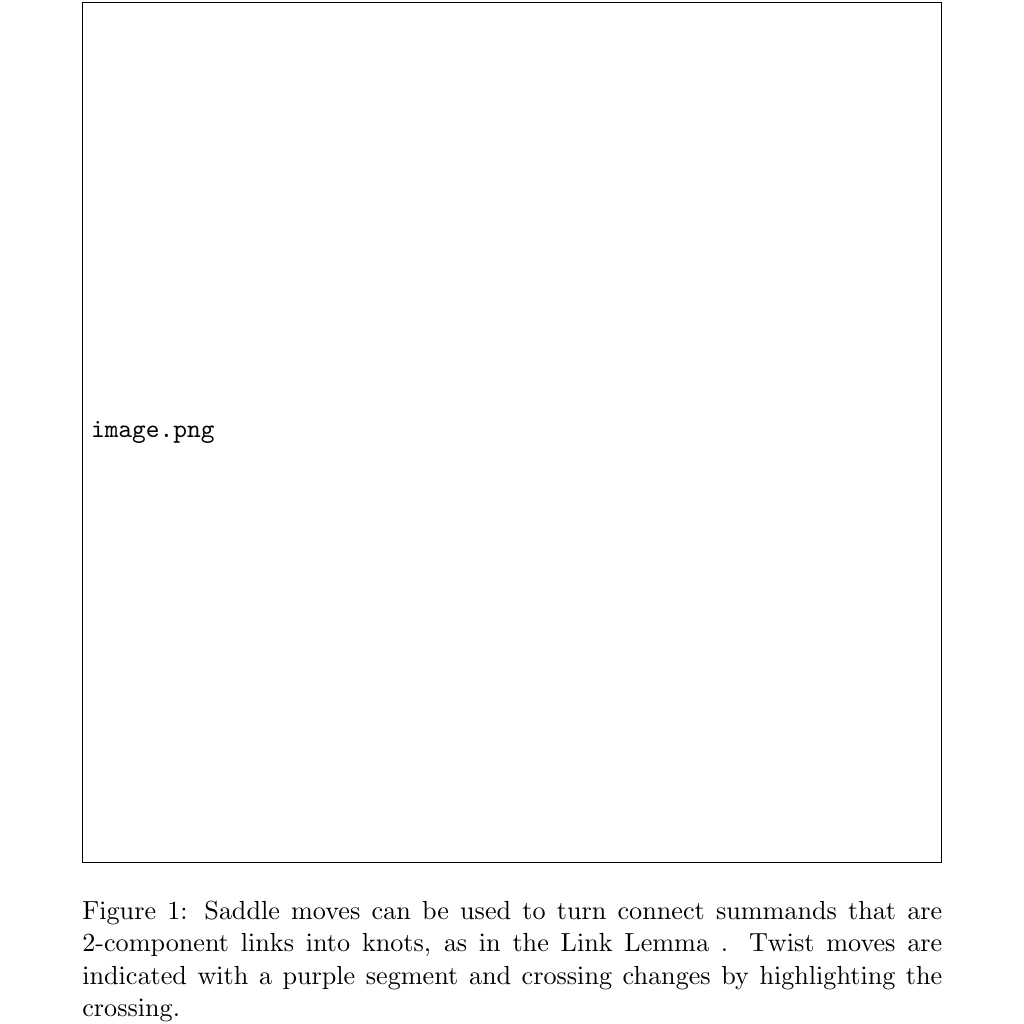 image.png
Figure 1: Saddle moves can be used to turn connect summands that are
2-component links into knots, as in the Link Lemma . Twist moves are
indicated with a purple segment and crossing changes by highlighting the
crossing.